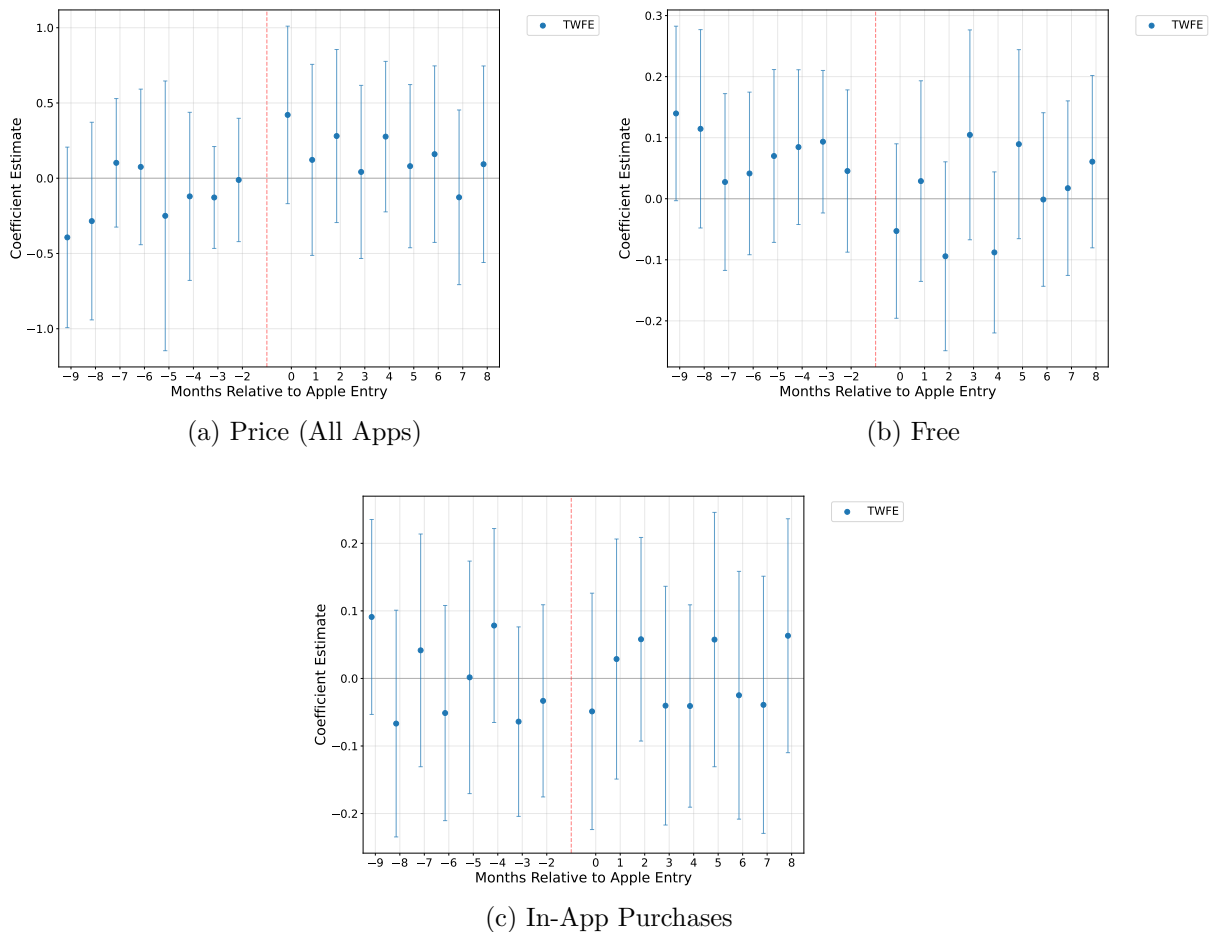 TWFE
1.0
0.5
0.0
−0.5
−1.0
Coefficient Estimate
−9 −8 −7 −6 −5 −4 −3 −2 0 1 2 3 4 5 6 7 8
Months Relative to Apple Entry
(a) Price (All Apps)
TWFE
0.3
0.2
0.1
0.0
−0.1
−0.2
Coefficient Estimate
−9 −8 −7 −6 −5 −4 −3 −2 0 1 2 3 4 5 6 7 8
Months Relative to Apple Entry
(b) Free
TWFE
0.2
0.1
0.0
−0.1
−0.2
Coefficient Estimate
−9 −8 −7 −6 −5 −4 −3 −2 0 1 2 3 4 5 6 7 8
Months Relative to Apple Entry
(c) In-App Purchases